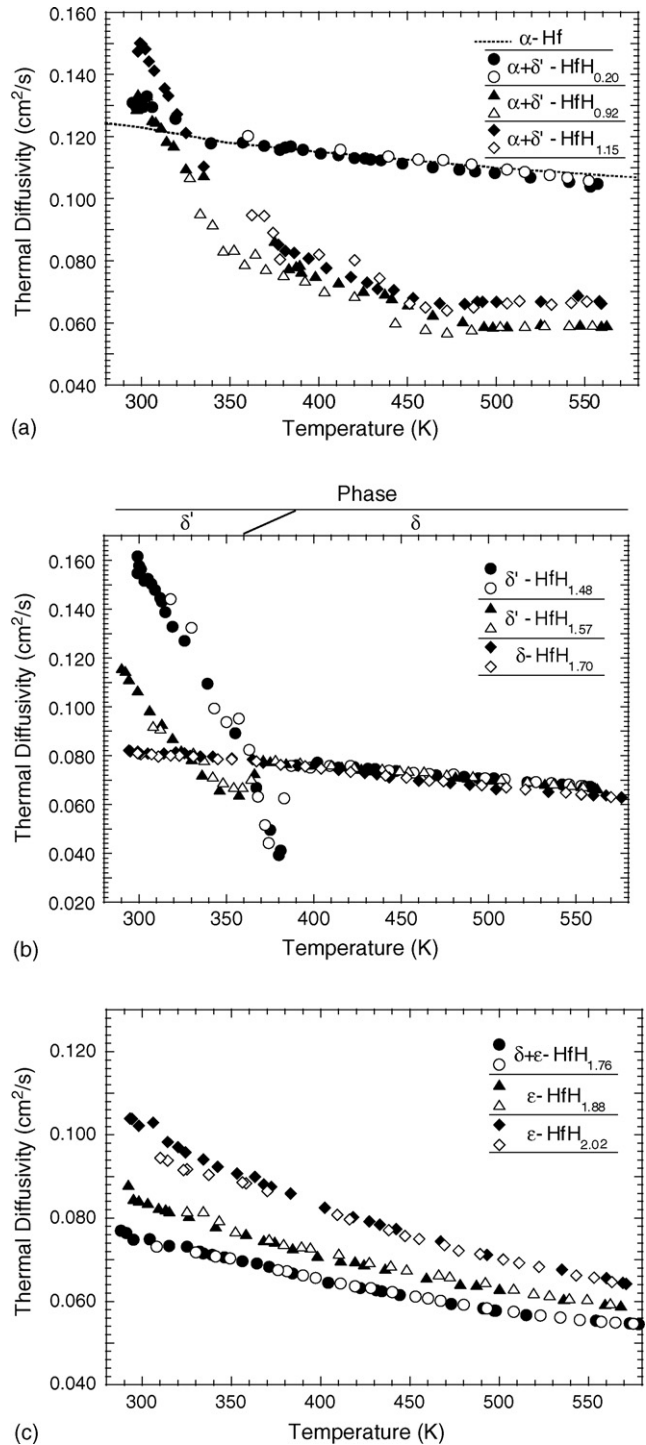 α- Hf
α+δ' - HfH0.20
α+δ' - HfH0.92
α+δ' - HfH1.15
0.160
0.140
0.120
0.100
0.080
0.060
0.040
Thermal Diffusivity (cm²/s)
300 350 400 450 500 550
Temperature (K)
(a)
Phase
δ' δ
δ' - HfH1.48
δ' - HfH1.57
δ- HfH1.70
0.160
0.140
0.120
0.100
0.080
0.060
0.040
0.020
Thermal Diffusivity (cm²/s)
300 350 400 450 500 550
Temperature (K)
(b)
δ+ε- HfH1.76
ε- HfH1.88
ε- HfH2.02
0.120
0.100
0.080
0.060
0.040
Thermal Diffusivity (cm²/s)
300 350 400 450 500 550
Temperature (K)
(c)